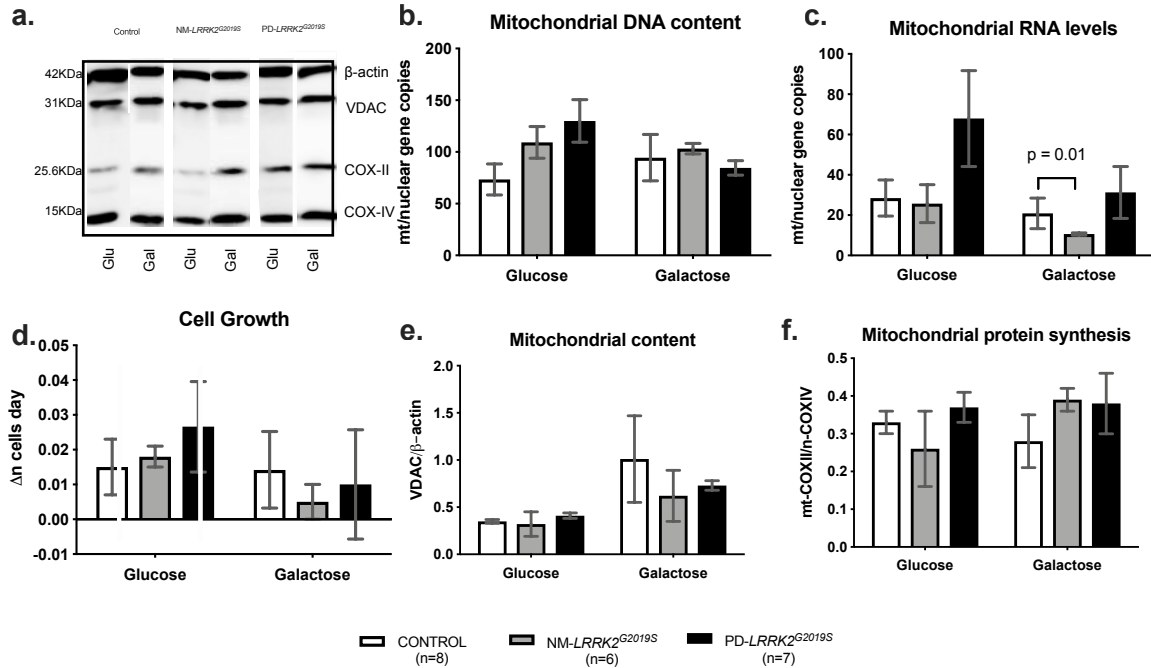 a.
Control
NM-LRRK2G2019S
PD-LRRK2G2019S
42KDa
β-actin
31KDa
VDAC
25.6KDa
COX-II
15KDa
COX-IV
Glu
Gal
Glu
Gal
Glu
Gal
b.
Mitochondrial DNA content
mt/nuclear gene copies
200
150
100
50
0
Glucose
Galactose
c.
Mitochondrial RNA levels
mt/nuclear gene copies
100
80
60
40
20
0
p = 0.01
Glucose
Galactose
d.
Cell Growth
Δn cells day
0.05
0.04
0.03
0.02
0.01
0.00
-0.01
Glucose
Galactose
e.
Mitochondrial content
VDAC/β−actin
2.0
1.5
1.0
0.5
0.0
Glucose
Galactose
f.
Mitochondrial protein synthesis
mt-COXII/n-COXIV
0.5
0.4
0.3
0.2
0.1
0.0
Glucose
Galactose
CONTROL
(n=8)
NM-LRRK2G2019S
(n=6)
PD-LRRK2G2019S
(n=7)